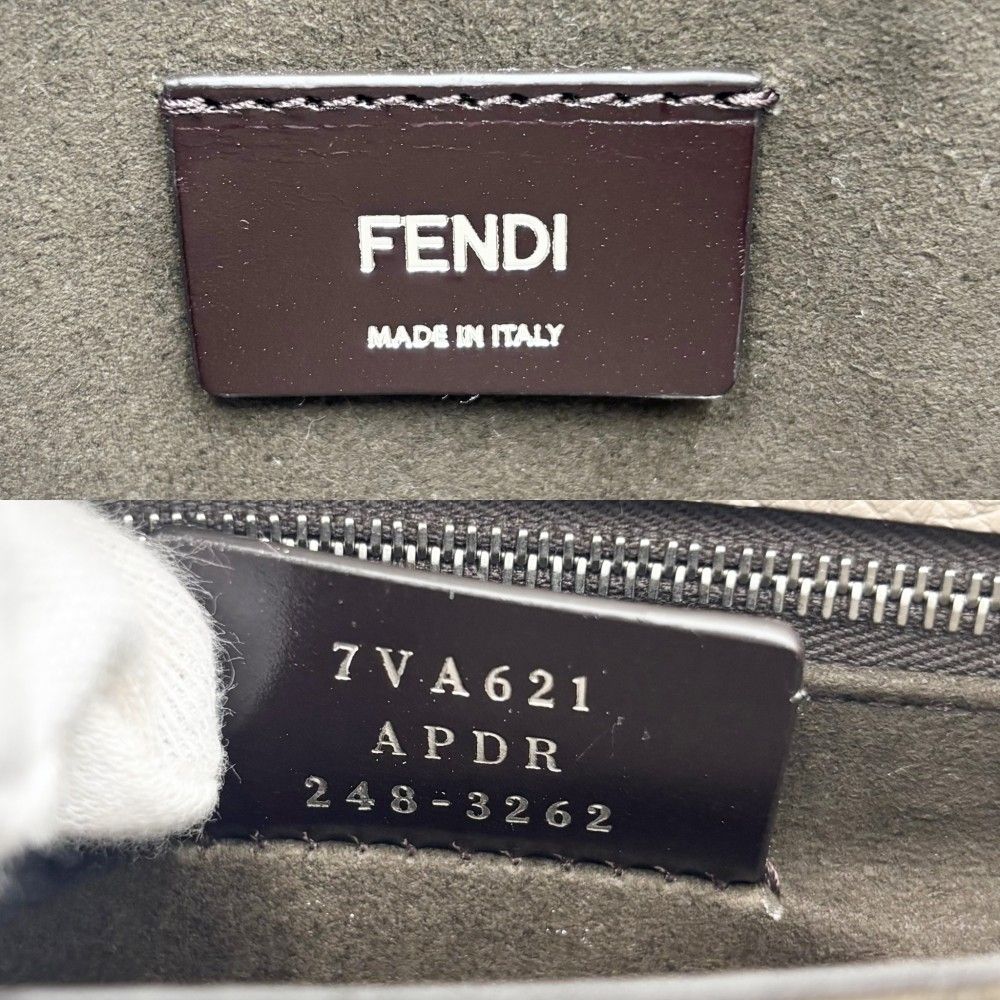 FENDI
MADE IN ITALY
7VA621
APDR
248-3262